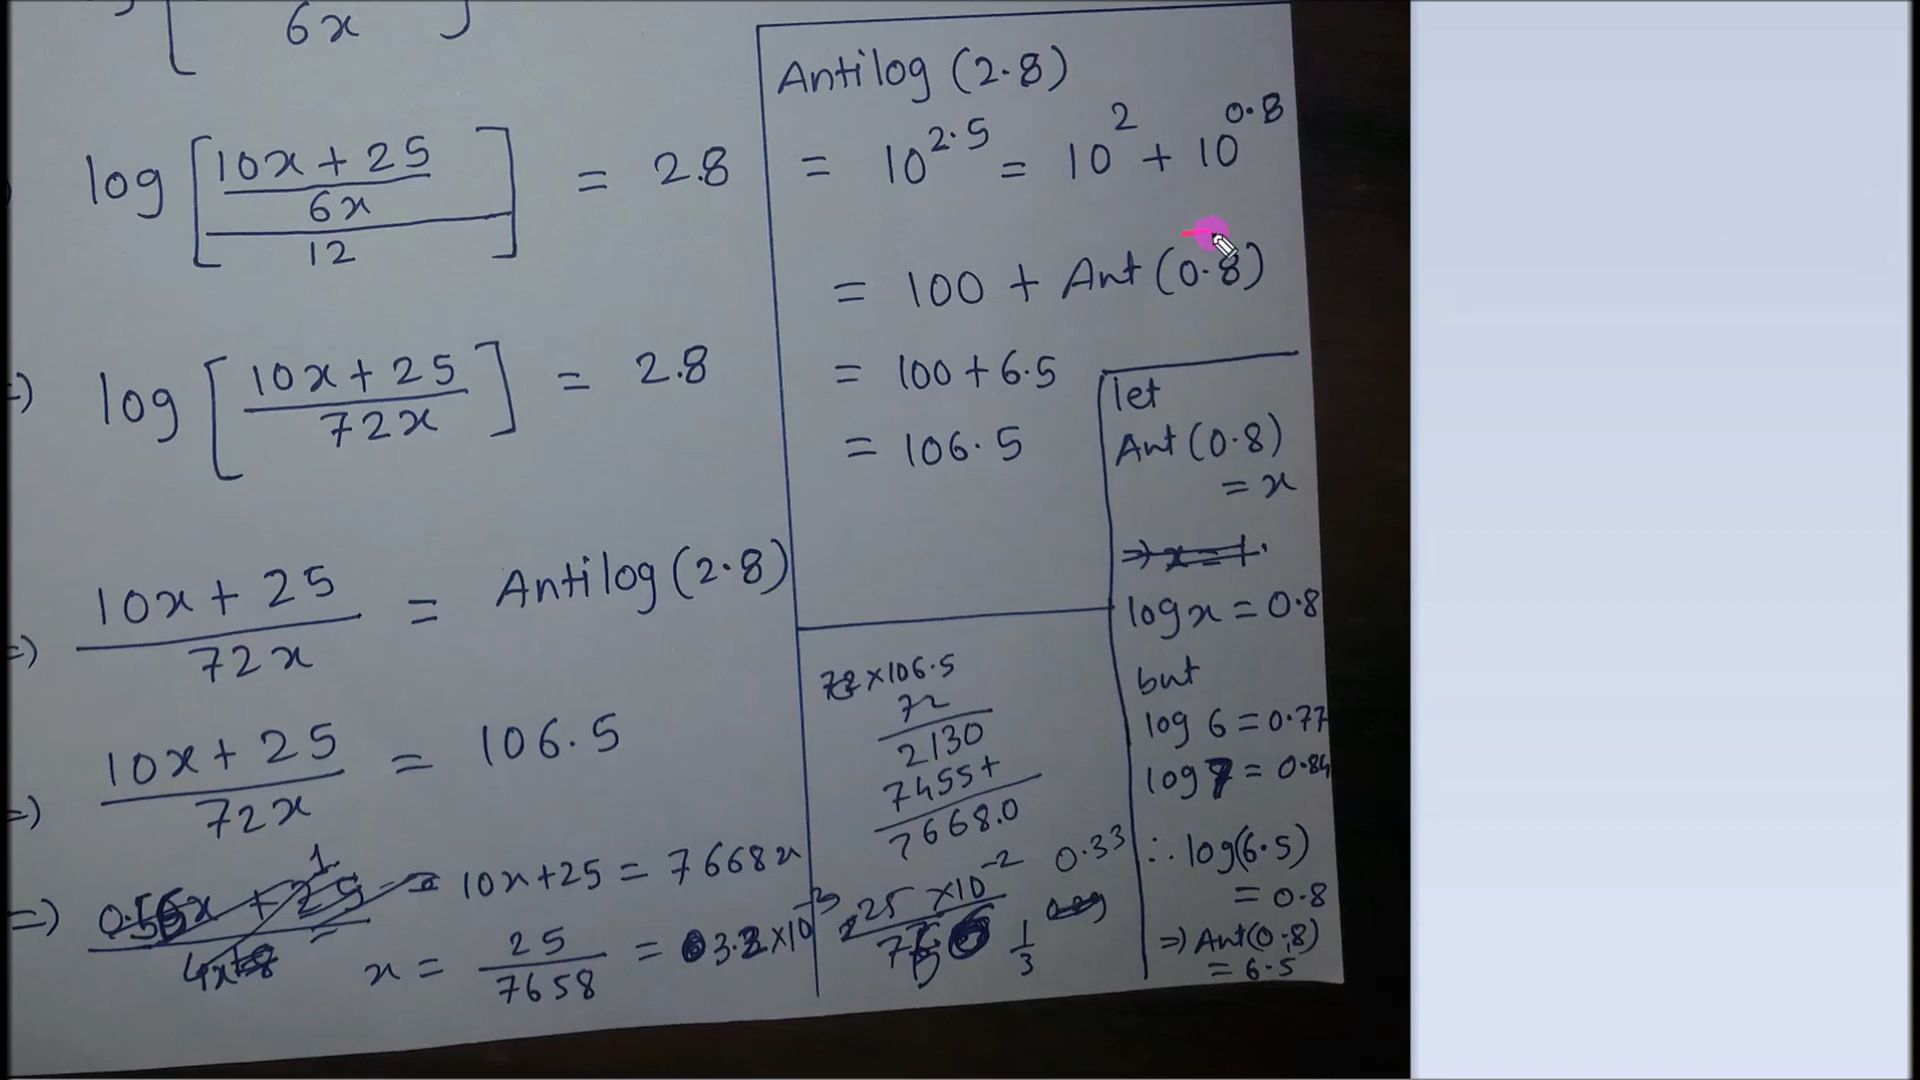 6x
log [ 10x + 25 / 6x / 12 ] = 2.8
=) log [ 10x + 25 / 72x ] = 2.8
=) 10x + 25 / 72x = Antilog (2.8)
=) 10x + 25 / 72x = 106.5
=) 10x + 25 = 7668x
x = 25 / 7658 = 3.2 x 10^-3
Antilog (2.8)
= 10^2.5 = 10^2 + 10^0.8
= 100 + Ant (0.8)
= 100 + 6.5
= 106.5
let
Ant (0.8)
= x
log x = 0.8
but
log 6 = 0.77
log 7 = 0.84
∴ log(6.5)
= 0.8
=) Ant(0.8)
= 6.5
72 x 106.5
72
2130
7455+
7668.0
25 x 10^-2
0.33
1/3